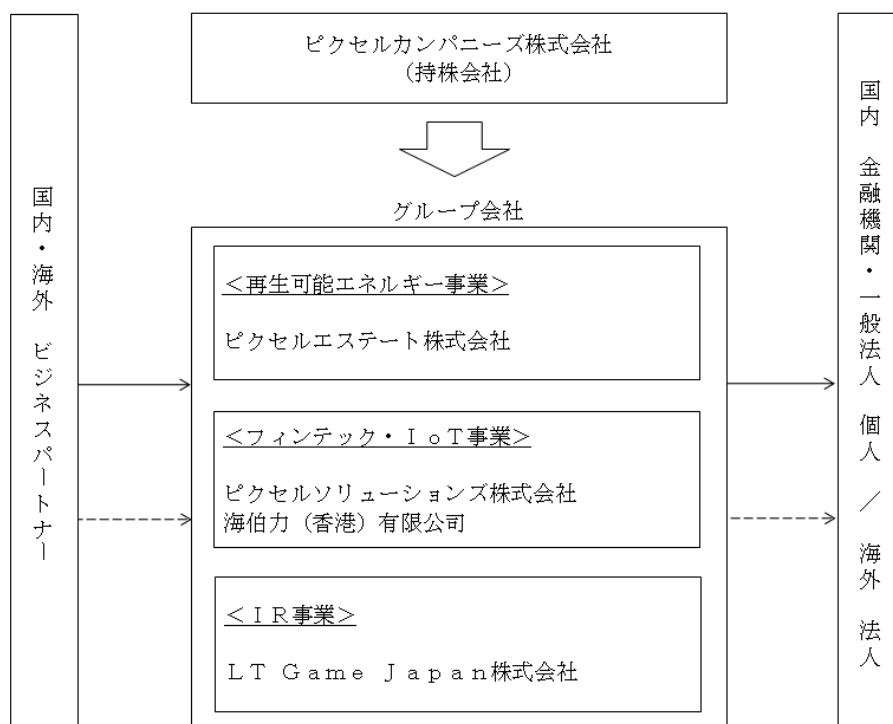 ピクセルカンパニーズ株式会社
（持株会社）
グループ会社
国内・海外　ビジネスパートナー
＜再生可能エネルギー事業＞
ピクセルエステート株式会社
＜フィンテック・ＩｏＴ事業＞
ピクセルソリューションズ株式会社
海伯力（香港）有限公司
＜ＩＲ事業＞
ＬＴ Ｇａｍｅ Ｊａｐａｎ株式会社
国内　金融機関・一般法人　個人　／　海外　法人